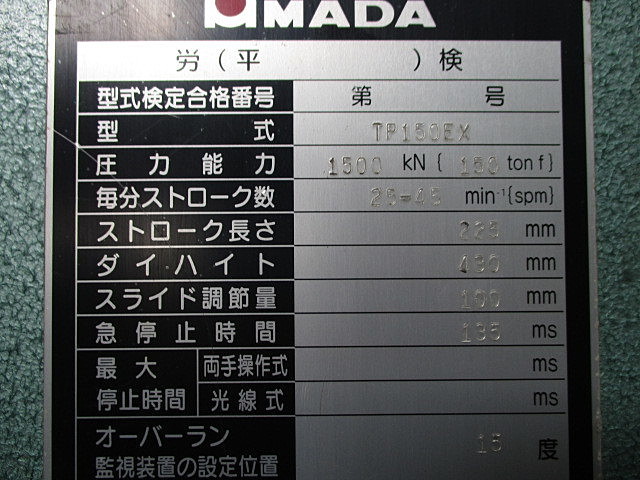 AMADA
労(平 )検
型式検定合格番号 第 号
型式 TP150EX
圧力能力 1500 kN { 150 tonf}
毎分ストローク数 25-45 min⁻¹{spm}
ストローク長さ 225 mm
ダイハイト 430 mm
スライド調節量 100 mm
急停止時間 135 ms
最大停止時間 両手操作式 ms
光線式 ms
オーバーラン監視装置の設定位置 15 度